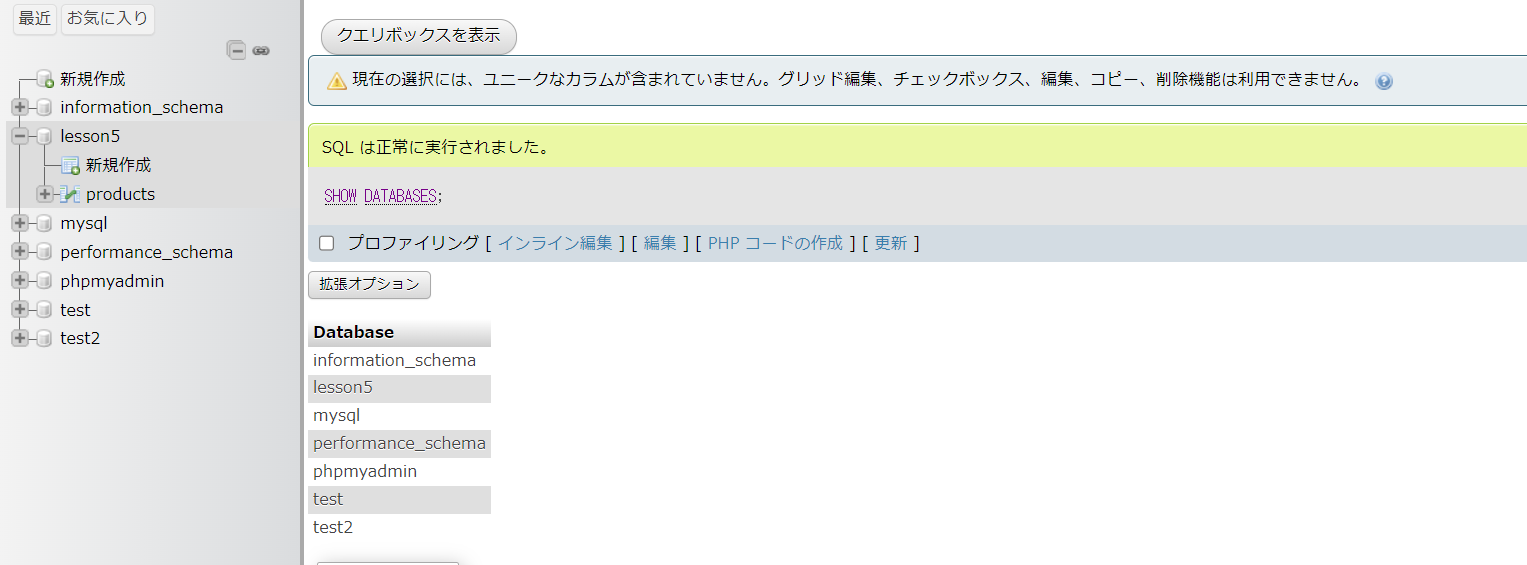 最近 お気に入り
新規作成
information_schema
lesson5
新規作成
products
mysql
performance_schema
phpmyadmin
test
test2
クエリボックスを表示
現在の選択には、ユニークなカラムが含まれていません。グリッド編集、チェックボックス、編集、コピー、削除機能は利用できません。
SQL は正常に実行されました。
SHOW DATABASES;
プロファイリング [ インライン編集 ] [ 編集 ] [ PHP コードの作成 ] [ 更新 ]
拡張オプション
Database
information_schema
lesson5
mysql
performance_schema
phpmyadmin
test
test2